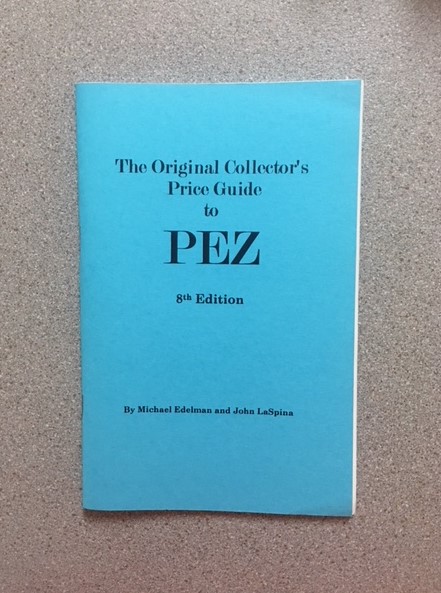 The Original Collector's
Price Guide
to
PEZ
8th Edition
By Michael Edelman and John LaSpina